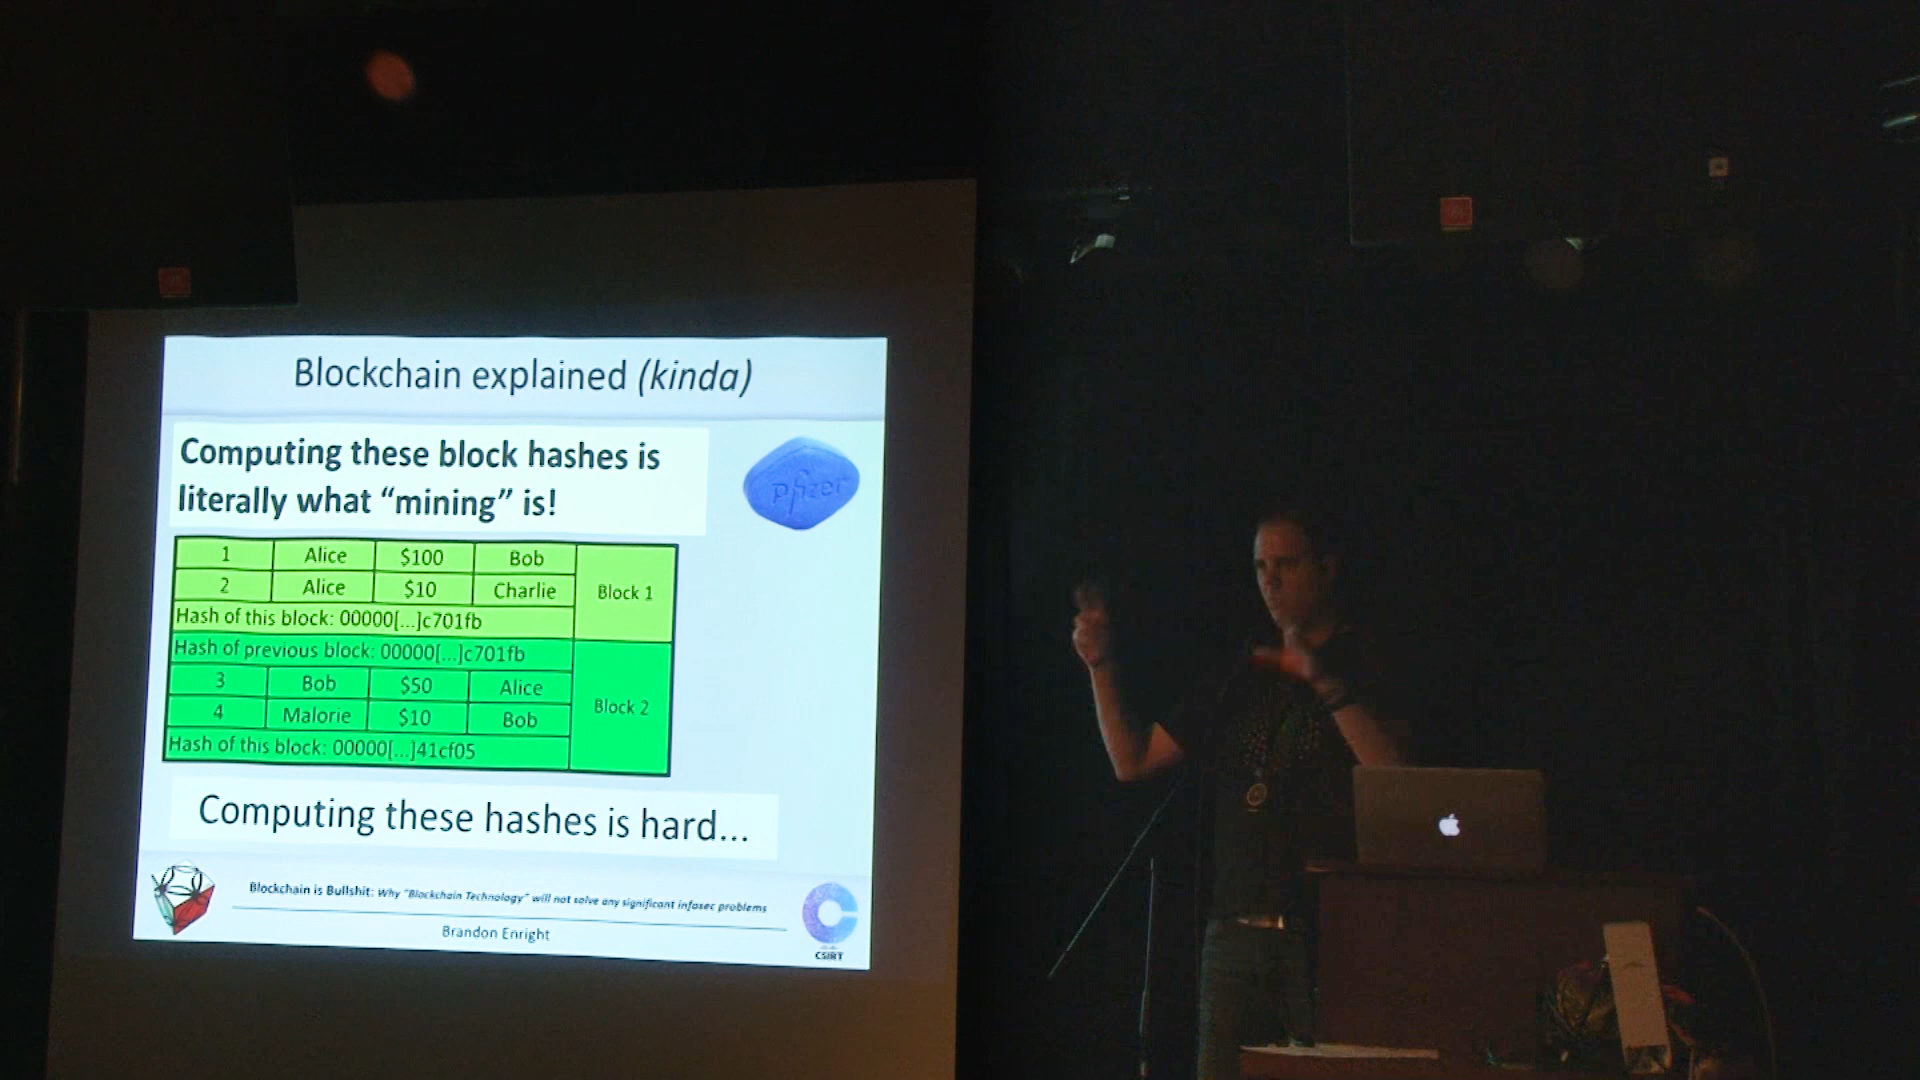 Blockchain explained (kinda)
Computing these block hashes is
literally what “mining” is!
pfizer
1 Alice $100 Bob
2 Alice $10 Charlie
Block 1
Hash of this block: 00000[...]c701fb
Hash of previous block: 00000[...]c701fb
3 Bob $50 Alice
Block 2
4 Malorie $10 Bob
Hash of this block: 00000[...]41cf05
Computing these hashes is hard...
Blockchain is Bullshit: Why "Blockchain Technology" will not solve any significant infosec problems
Brandon Enright
CSIRT